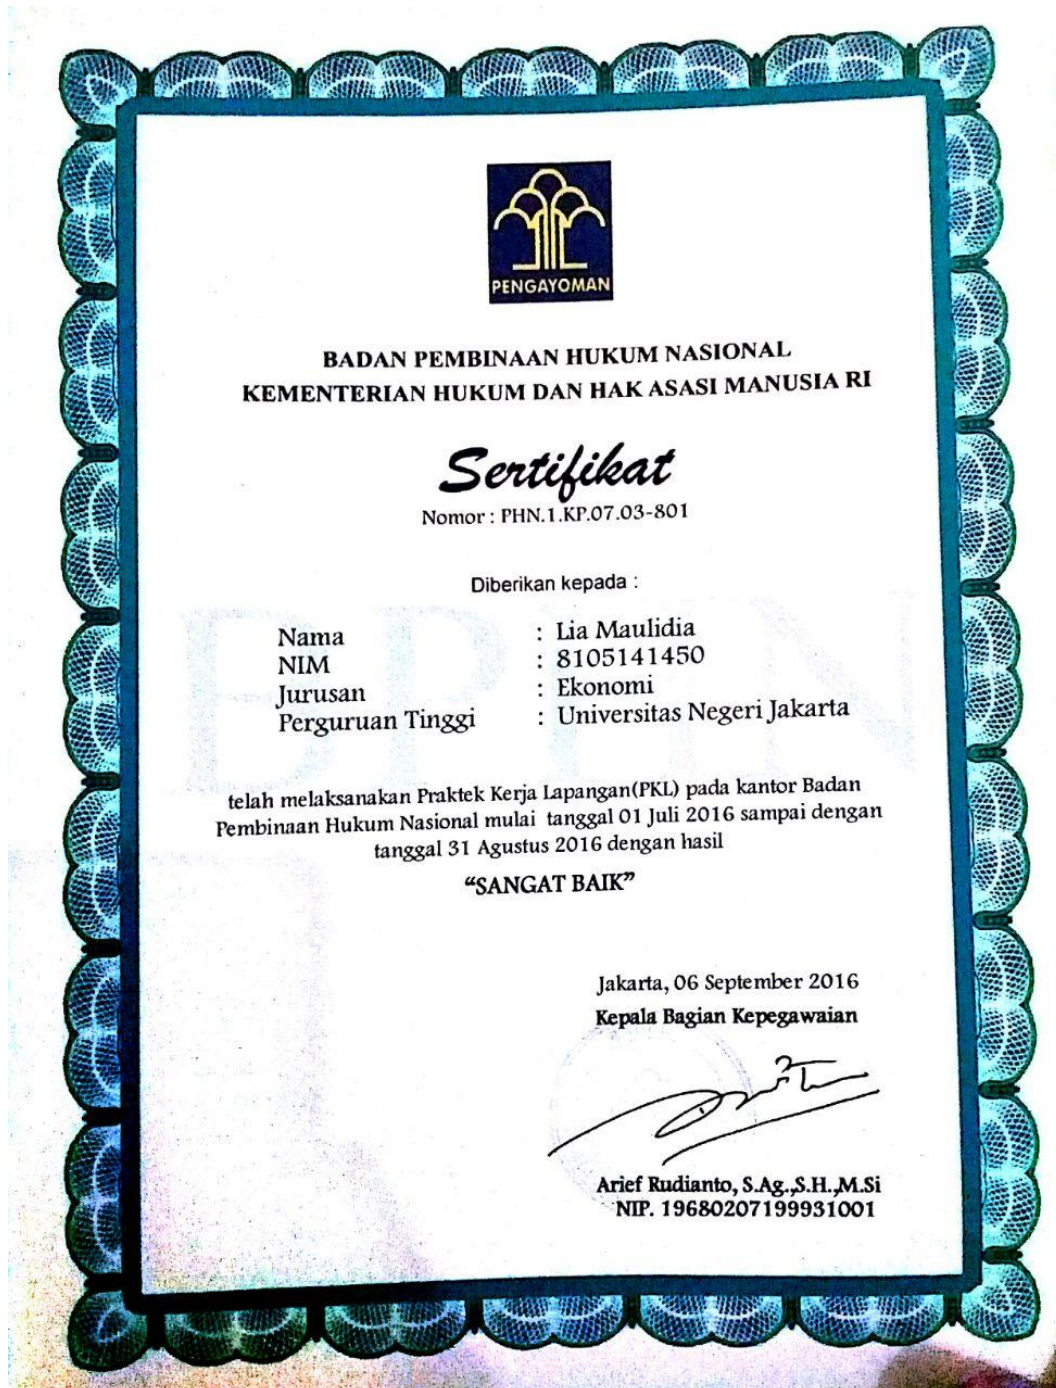 PENGAYOMAN
BADAN PEMBINAAN HUKUM NASIONAL
KEMENTERIAN HUKUM DAN HAK ASASI MANUSIA RI
Sertifikat
Nomor : PHN.1.KP.07.03-801
Diberikan kepada :
Nama : Lia Maulidia
NIM : 8105141450
Jurusan : Ekonomi
Perguruan Tinggi : Universitas Negeri Jakarta
BPHN
telah melaksanakan Praktek Kerja Lapangan(PKL) pada kantor Badan
Pembinaan Hukum Nasional mulai tanggal 01 Juli 2016 sampai dengan
tanggal 31 Agustus 2016 dengan hasil
“SANGAT BAIK”
Jakarta, 06 September 2016
Kepala Bagian Kepegawaian
Arief Rudianto, S.Ag.,S.H.,M.Si
NIP. 19680207199931001